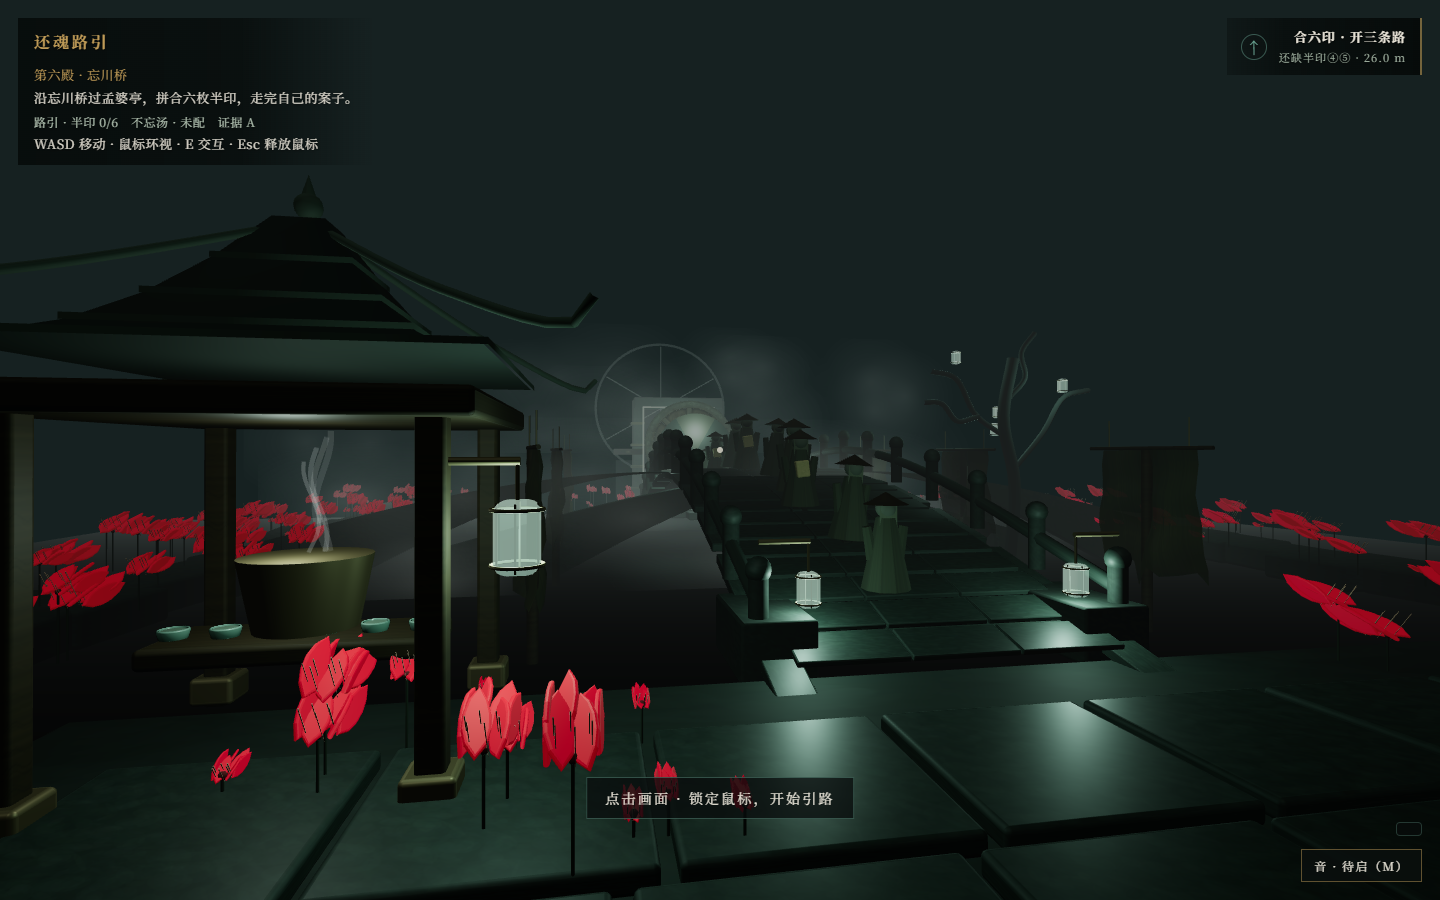 还魂路引
第六殿 · 忘川桥
沿忘川桥过孟婆亭，拼合六枚半印，走完自己的案子。
路引 · 半印 0/6 不忘汤 · 未配 证据 A
WASD 移动 · 鼠标环视 · E 交互 · Esc 释放鼠标
合六印 · 开三条路
还缺半印④⑤ · 26.0 m
点击画面 · 锁定鼠标，开始引路
音 · 待启（M）